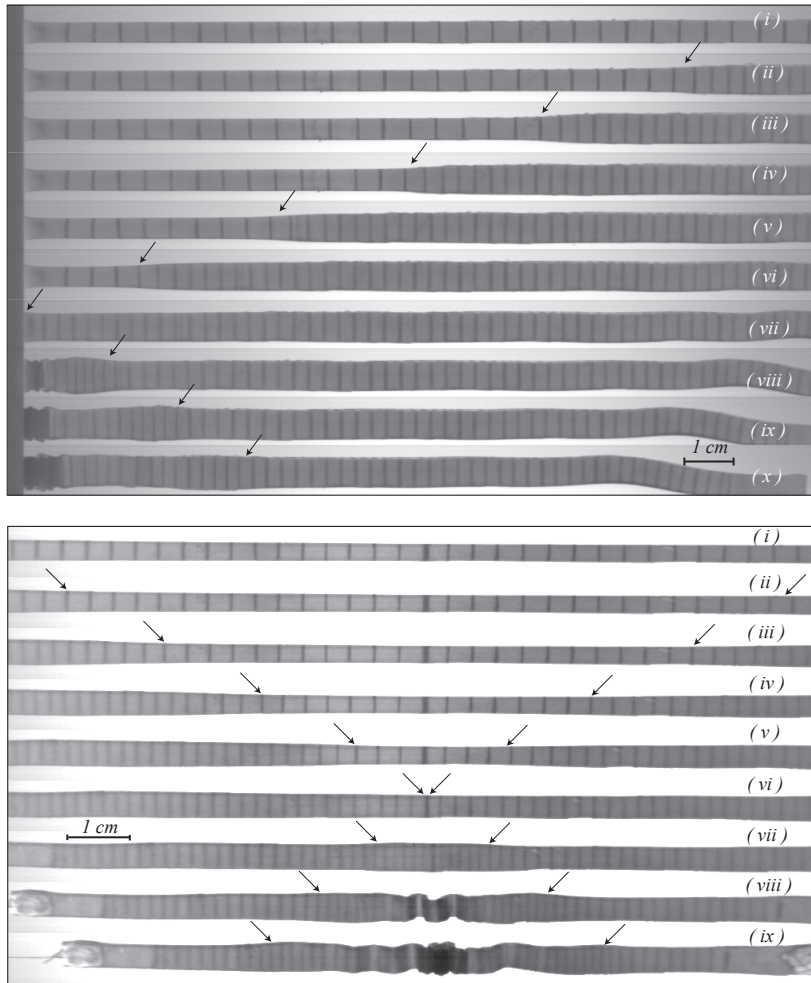 (i)
(ii)
(iii)
(iv)
(v)
(vi)
(vii)
(viii)
(ix)
1 cm
(x)
(i)
(ii)
(iii)
(iv)
(v)
(vi)
1 cm
(vii)
(viii)
(ix)